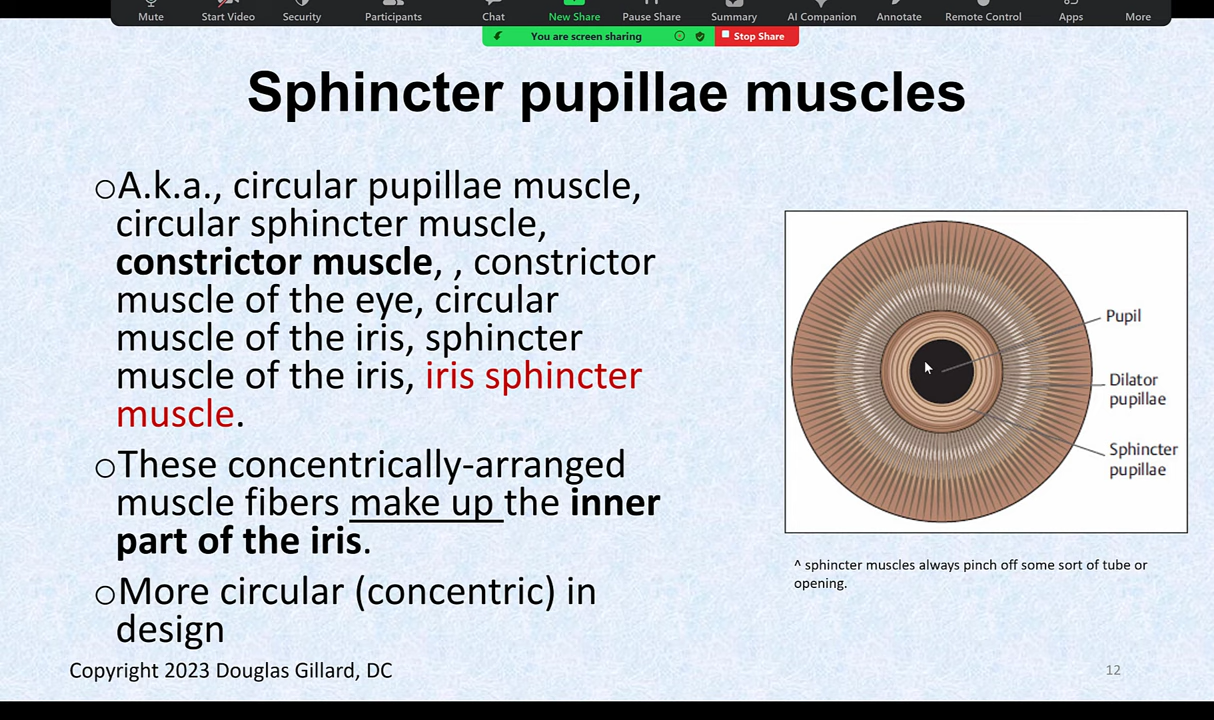 Mute Start Video Security Participants Chat New Share Pause Share Summary AI Companion Annotate Remote Control Apps More
You are screen sharing Stop Share
Sphincter pupillae muscles
○A.k.a., circular pupillae muscle,
circular sphincter muscle,
constrictor muscle, , constrictor
muscle of the eye, circular
muscle of the iris, sphincter
muscle of the iris, iris sphincter
muscle.
○These concentrically-arranged
muscle fibers make up the inner
part of the iris.
○More circular (concentric) in
design
Pupil
Dilator
pupillae
Sphincter
pupillae
^ sphincter muscles always pinch off some sort of tube or
opening.
Copyright 2023 Douglas Gillard, DC
12